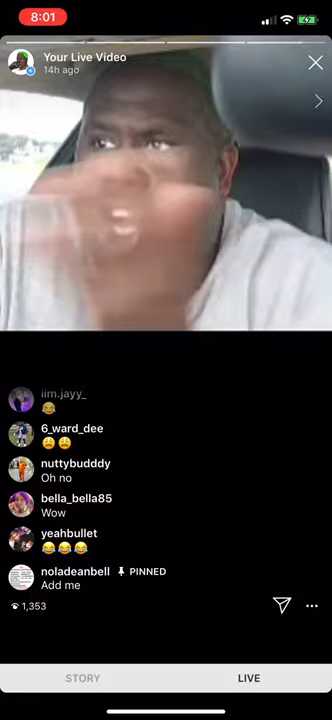 8:01
Your Live Video
14h ago
iim.jayy_
😂
6_ward_dee
😩😩
nuttybudddy
Oh no
bella_bella85
Wow
yeahbullet
😂😂😂
noladeanbell PINNED
Add me
1,353
STORY LIVE